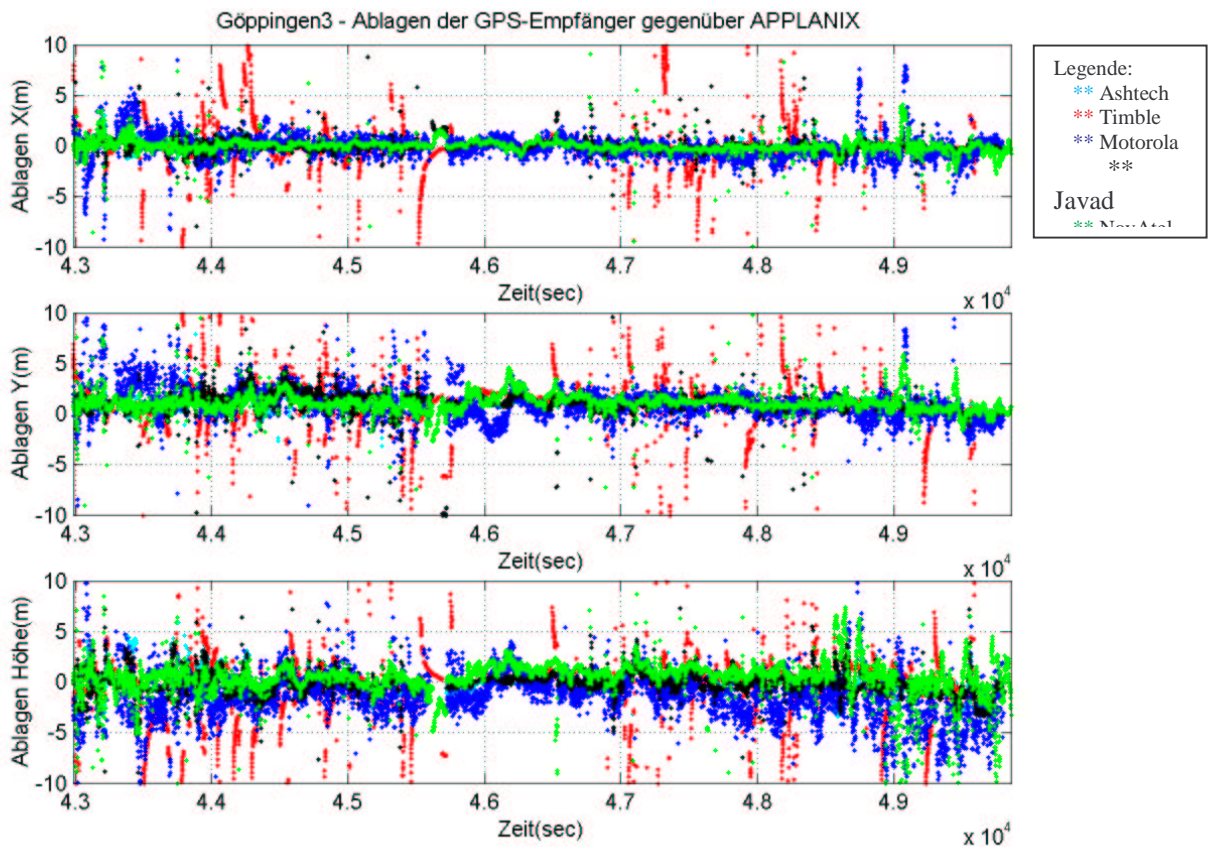 Göppingen3 - Ablagen der GPS-Empfänger gegenüber APPLANIX
10
5
0
-5
-10
Ablagen X(m)
4.3 4.4 4.5 4.6 4.7 4.8 4.9
Zeit(sec)
x 10^4
10
5
0
-5
-10
Ablagen Y(m)
4.3 4.4 4.5 4.6 4.7 4.8 4.9
Zeit(sec)
x 10^4
10
5
0
-5
-10
Ablagen Höhe(m)
4.3 4.4 4.5 4.6 4.7 4.8 4.9
Zeit(sec)
x 10^4
Legende:
** Ashtech
** Timble
** Motorola
**
Javad
** NovAtel